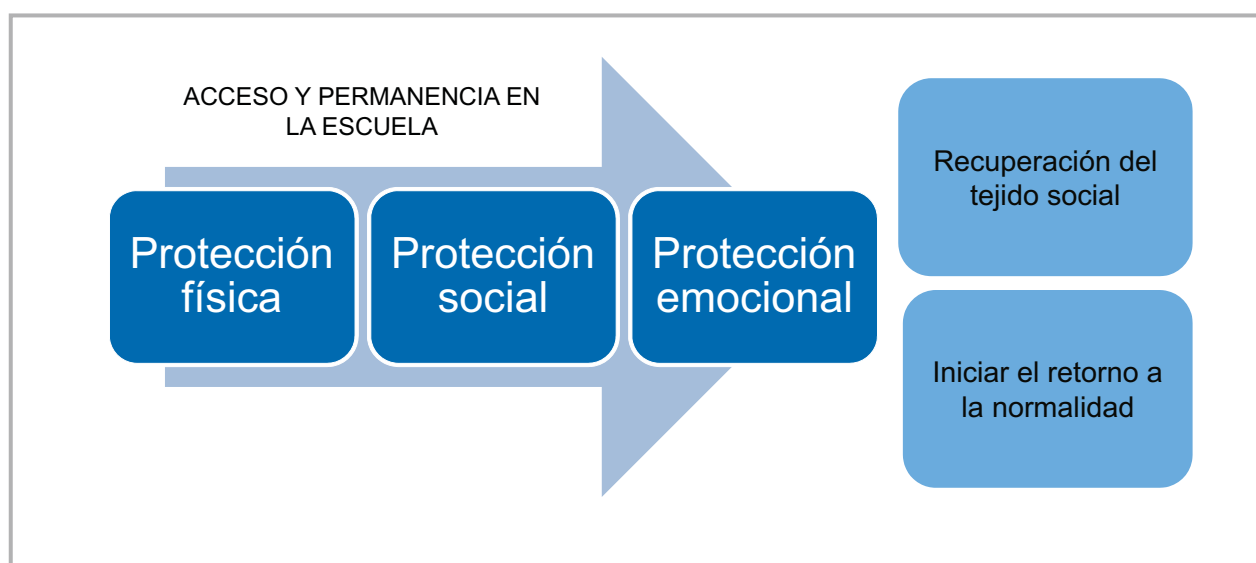 ACCESO Y PERMANENCIA EN
LA ESCUELA
Protección
física
Protección
social
Protección
emocional
Recuperación del
tejido social
Iniciar el retorno a
la normalidad